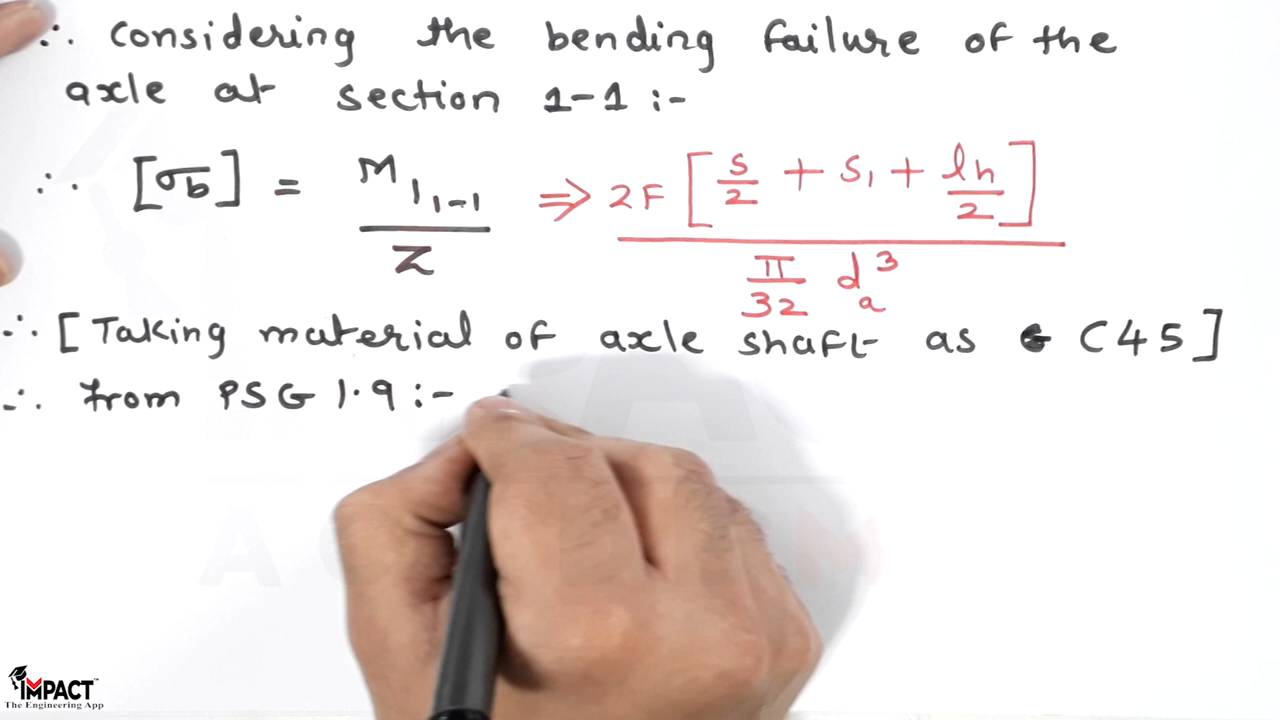 ∴ Considering the bending failure of the
axle at section 1-1 :-
∴ [σb] = M₁₁₋₁ / Z ⇒ 2F [ s/2 + s₁ + ln/2 ] / π/32 dₐ³
∴ [ Taking material of axle shaft as C45 ]
∴ from PSG 1.9 :-
IMPACT
The Engineering App